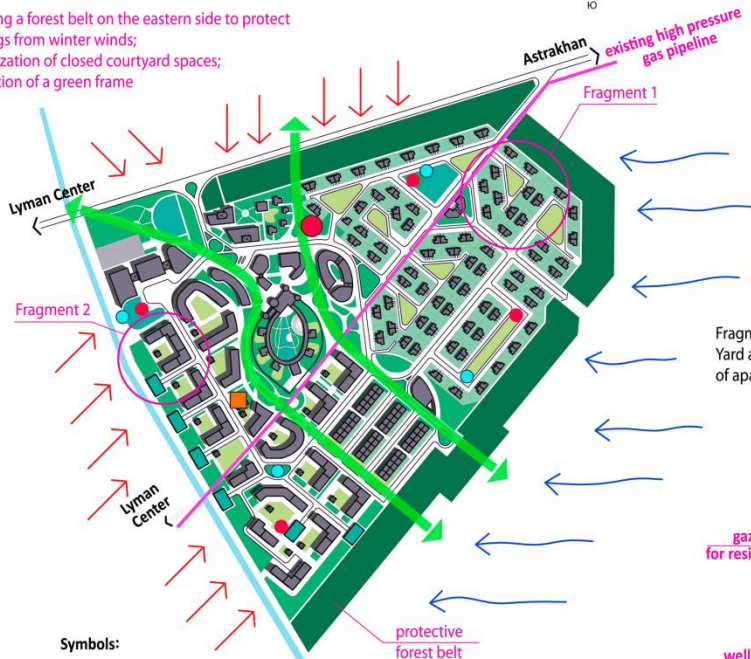 ng a forest belt on the eastern side to protect
gs from winter winds;
zation of closed courtyard spaces;
tion of a green frame
Ю
Astrakhan
existing high pressure
gas pipeline
Fragment 1
Lyman Center
Fragment 2
Fragm
Yard a
of apa
Lyman
Center
gaz
for resi
Symbols:
protective
forest belt
well